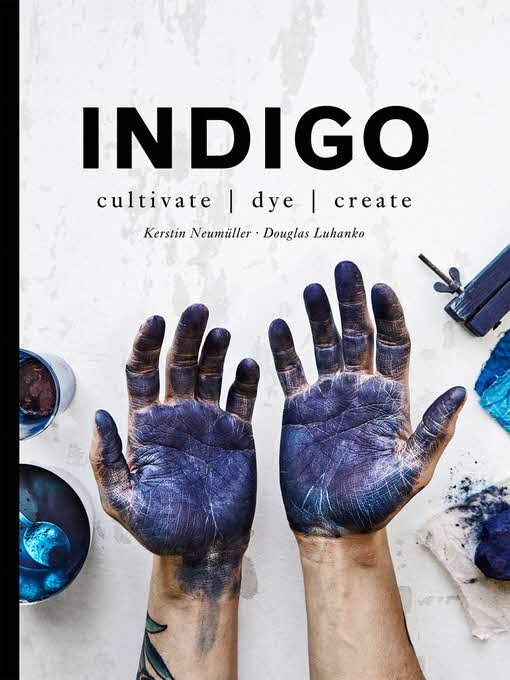 INDIGO
cultivate | dye | create
Kerstin Neumüller · Douglas Luhanko